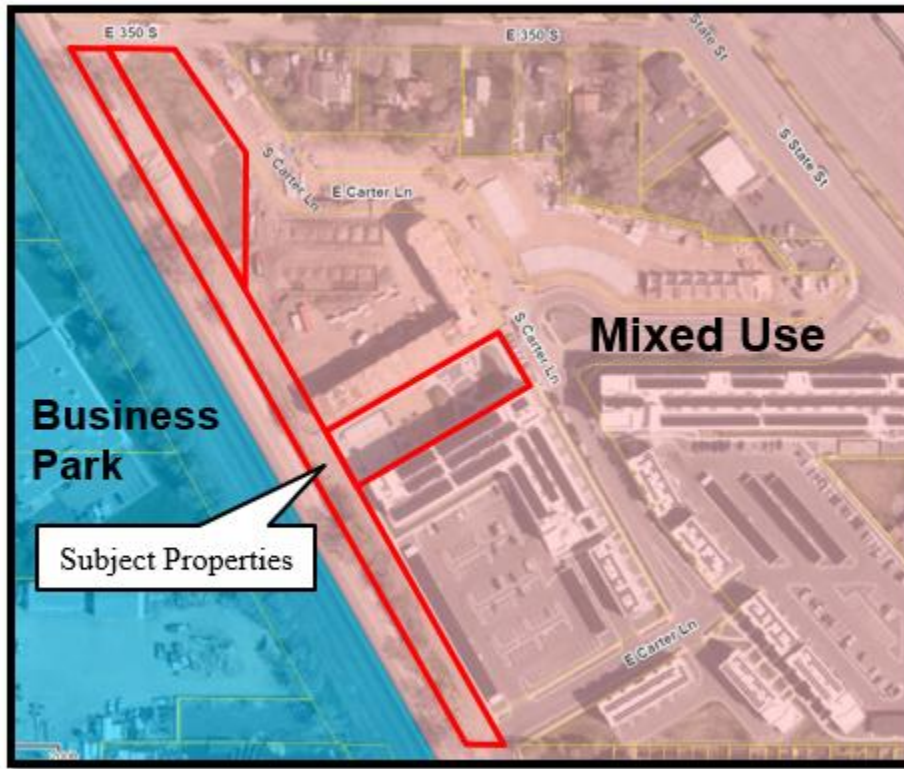 E 350 S
E 350 S
State St
S State St
S Carter Ln
E Carter Ln
S Carter Ln
Mixed Use
Business
Park
Subject Properties
E Carter Ln